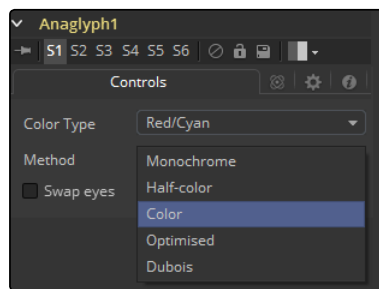 Anaglyph1
S1 S2 S3 S4 S5 S6
Controls
Color Type Red/Cyan
Method Monochrome
Half-color
Swap eyes
Color
Optimised
Dubois